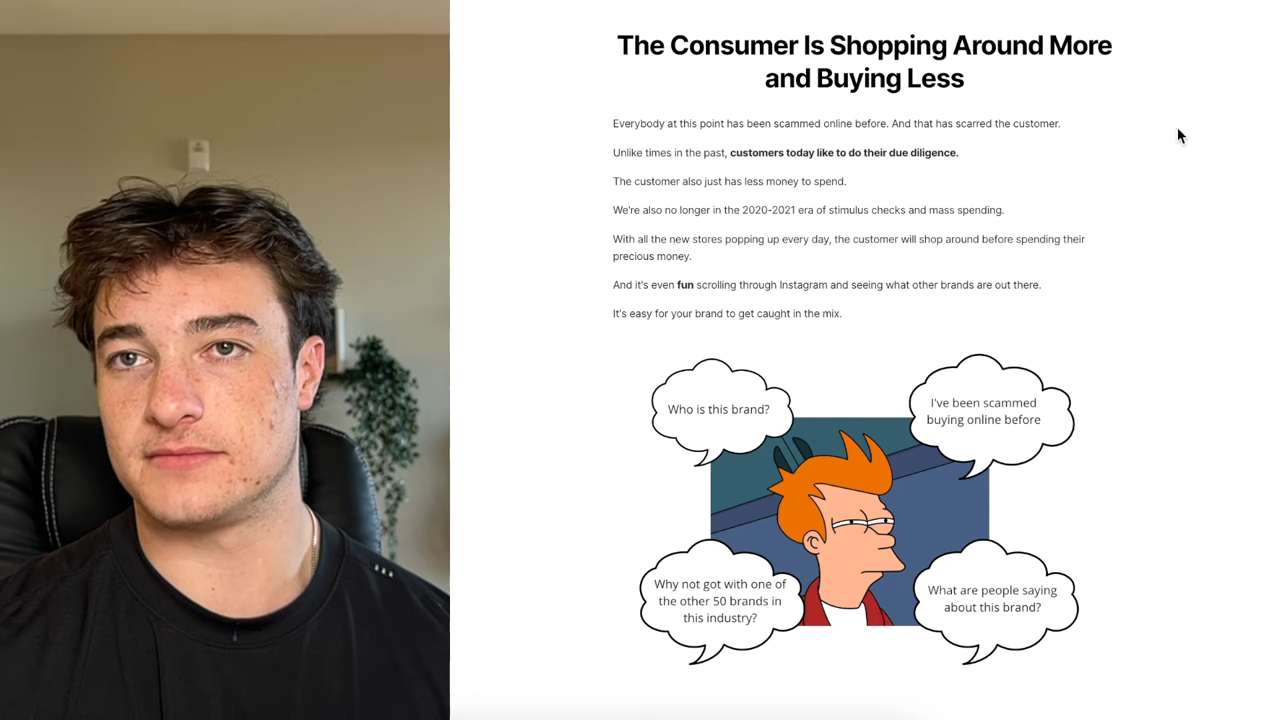 The Consumer Is Shopping Around More
and Buying Less
Everybody at this point has been scammed online before. And that has scarred the customer.
Unlike times in the past, customers today like to do their due diligence.
The customer also just has less money to spend.
We're also no longer in the 2020-2021 era of stimulus checks and mass spending.
With all the new stores popping up every day, the customer will shop around before spending their
precious money.
And it's even fun scrolling through Instagram and seeing what other brands are out there.
It's easy for your brand to get caught in the mix.
Who is this brand?
I've been scammed
buying online before
Why not got with one of
the other 50 brands in
this industry?
What are people saying
about this brand?